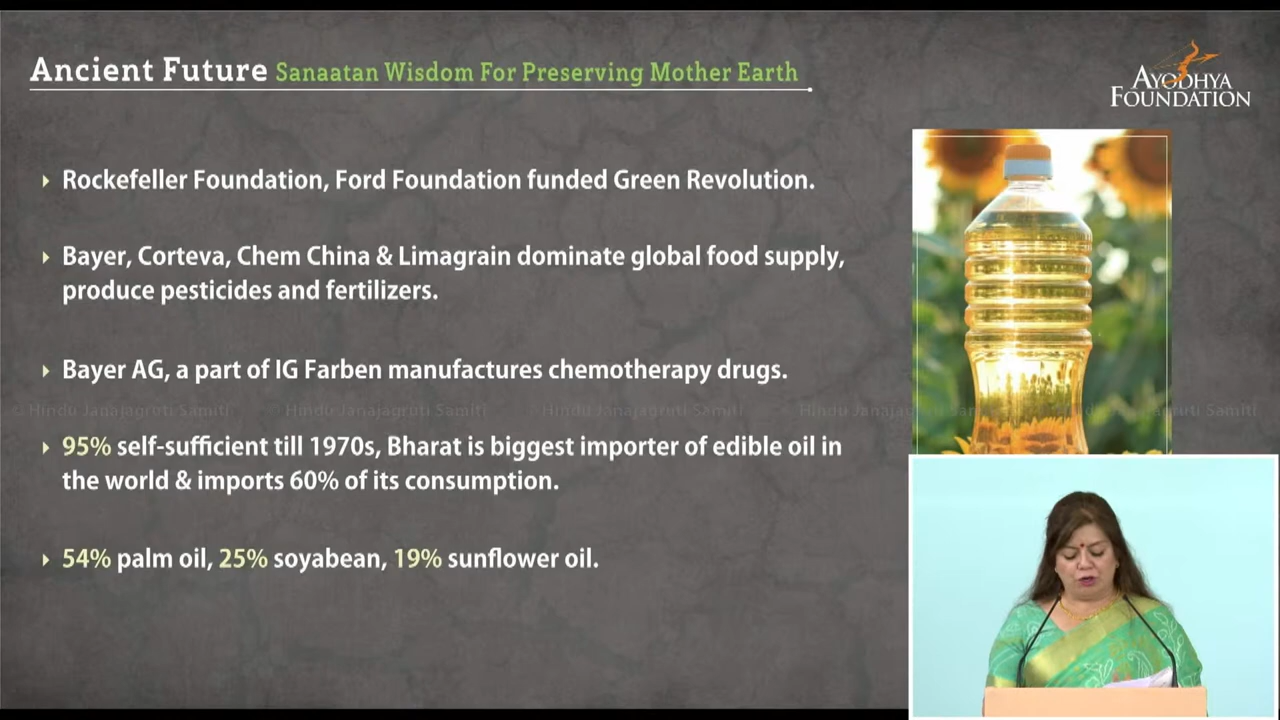 Ancient Future Sanaatan Wisdom For Preserving Mother Earth
AYODHYA
FOUNDATION
Rockefeller Foundation, Ford Foundation funded Green Revolution.
Bayer, Corteva, Chem China & Limagrain dominate global food supply,
produce pesticides and fertilizers.
Bayer AG, a part of IG Farben manufactures chemotherapy drugs.
© Hindu Janajagruti Samiti © Hindu Janajagruti Samiti © Hindu Janajagruti Samiti © Hindu Janajagruti Samiti
95% self-sufficient till 1970s, Bharat is biggest importer of edible oil in
the world & imports 60% of its consumption.
54% palm oil, 25% soyabean, 19% sunflower oil.